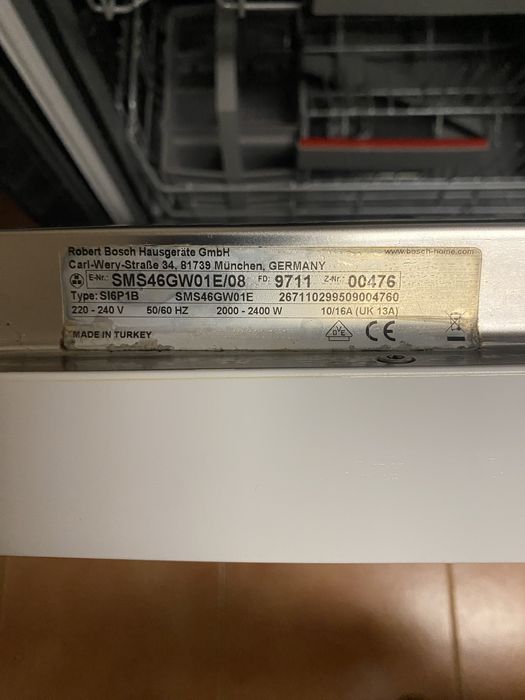 Robert Bosch Hausgeräte GmbH www.bosch-home.com
Carl-Wery-Straße 34, 81739 München, GERMANY
E-Nr. SMS46GW01E/08 FD. 9711 Z-Nr. 00476
Type: SI6P1B SMS46GW01E 267110299509004760
220 - 240 V 50/60 HZ 2000 - 2400 W 10/16A (UK 13A)
MADE IN TURKEY VDE CE